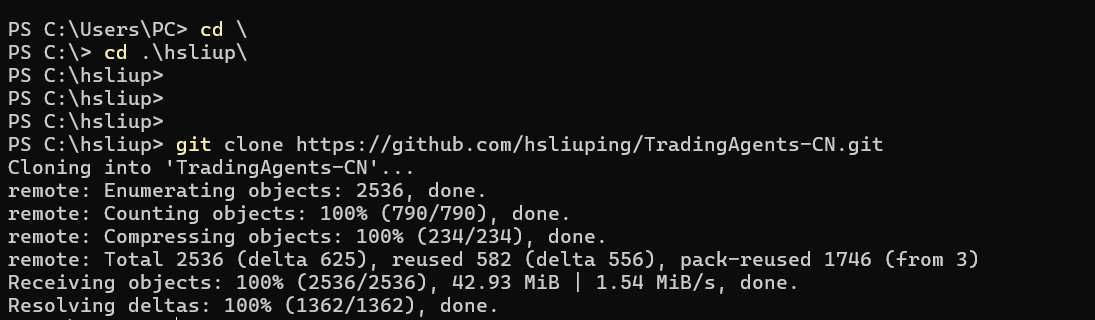 PS C:\Users\PC> cd \
PS C:\> cd .\hsliup\
PS C:\hsliup>
PS C:\hsliup>
PS C:\hsliup>
PS C:\hsliup> git clone https://github.com/hsliuping/TradingAgents-CN.git
Cloning into 'TradingAgents-CN'...
remote: Enumerating objects: 2536, done.
remote: Counting objects: 100% (790/790), done.
remote: Compressing objects: 100% (234/234), done.
remote: Total 2536 (delta 625), reused 582 (delta 556), pack-reused 1746 (from 3)
Receiving objects: 100% (2536/2536), 42.93 MiB | 1.54 MiB/s, done.
Resolving deltas: 100% (1362/1362), done.